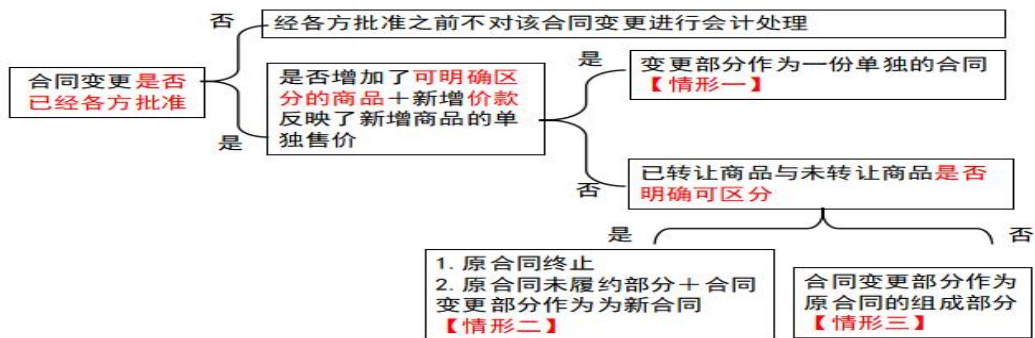 否
经各方批准之前不对该合同变更进行会计处理
合同变更是否
已经各方批准
是
是否增加了可明确区
分的商品＋新增价款
反映了新增商品的单
独售价
是
变更部分作为一份单独的合同
【情形一】
否
已转让商品与未转让商品是否
明确可区分
是
1. 原合同终止
2. 原合同未履约部分＋合同
变更部分作为为新合同
【情形二】
否
合同变更部分作为
原合同的组成部分
【情形三】